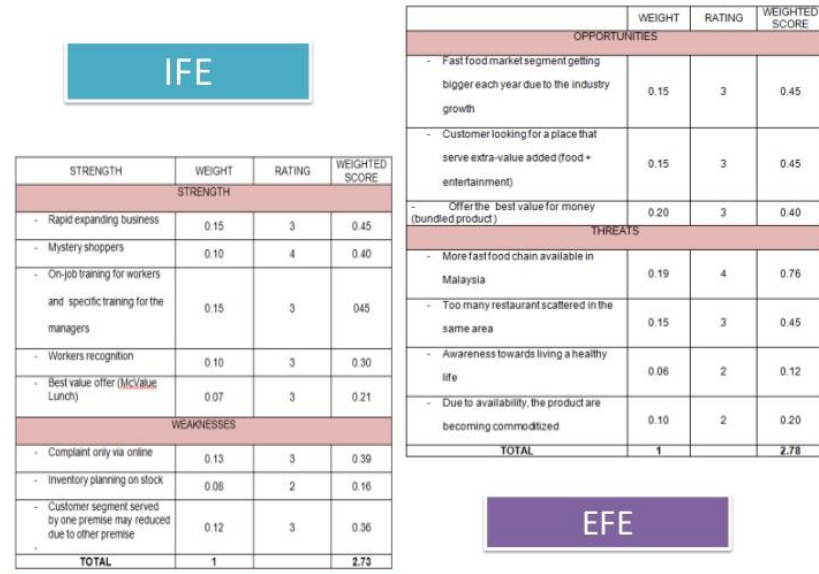 IFE
STRENGTH WEIGHT RATING WEIGHTED
SCORE
STRENGTH
- Rapid expanding business 0.15 3 0.45
- Mystery shoppers 0.10 4 0.40
- On-job training for workers
and specific training for the 0.15 3 045
managers
- Workers recognition 0.10 3 0.30
- Best value offer (McValue
Lunch) 0.07 3 0.21
WEAKNESSES
- Complaint only via online 0.13 3 0.39
- Inventory planning on stock 0.08 2 0.16
- Customer segment served
by one premise may reduced 0.12 3 0.36
due to other premise
-
TOTAL 1 2.73
WEIGHT RATING WEIGHTED
SCORE
OPPORTUNITIES
- Fast food market segment getting
bigger each year due to the industry 0.15 3 0.45
growth
- Customer looking for a place that
serve extra-value added (food + 0.15 3 0.45
entertainment)
- Offer the best value for money
(bundled product ) 0.20 3 0.40
THREATS
- More fast food chain available in
Malaysia 0.19 4 0.76
- Too many restaurant scattered in the
same area 0.15 3 0.45
- Awareness towards living a healthy
life 0.06 2 0.12
- Due to availability, the product are
becoming commoditized 0.10 2 0.20
TOTAL 1 2.78
EFE